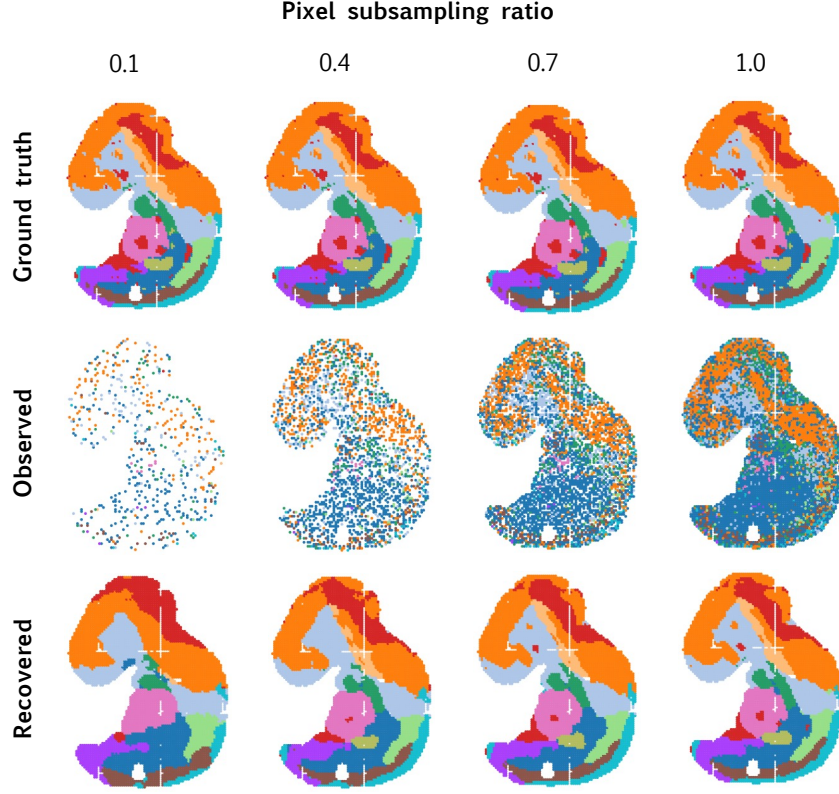 Pixel subsampling ratio
0.1 0.4 0.7 1.0
Ground truth
Observed
Recovered